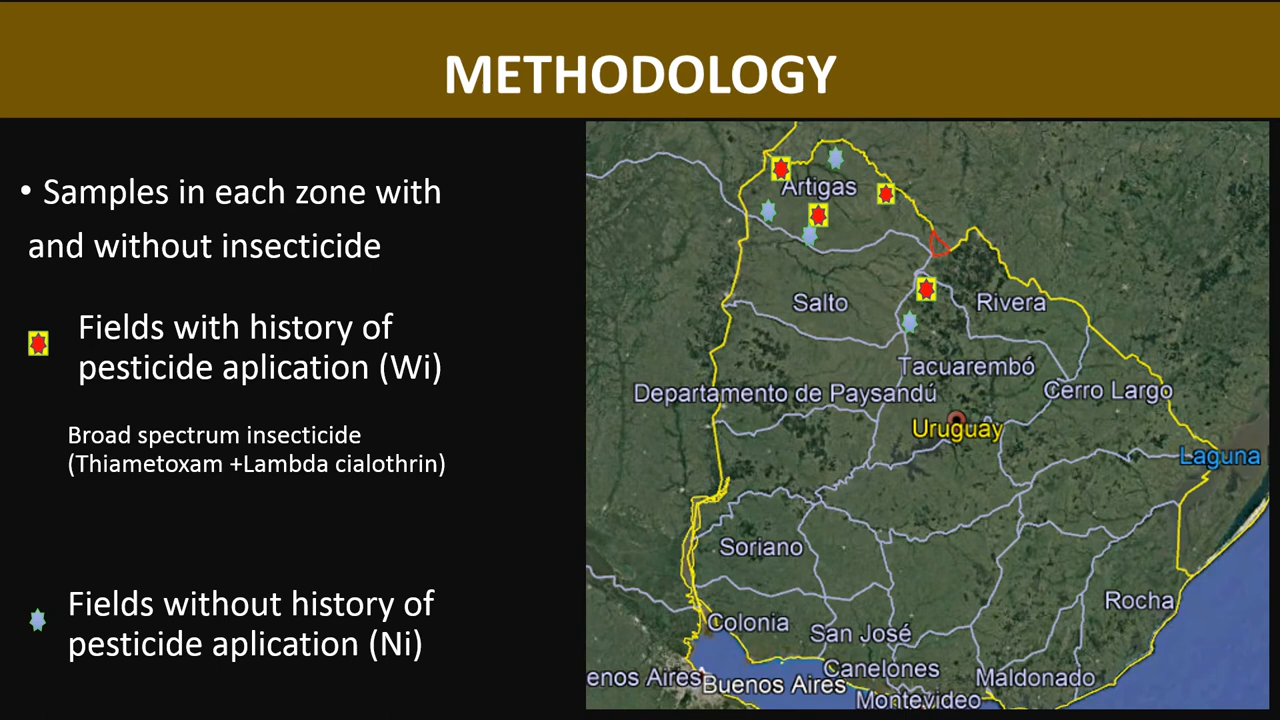 METHODOLOGY
• Samples in each zone with
and without insecticide
Fields with history of
pesticide aplication (Wi)
Broad spectrum insecticide
(Thiametoxam +Lambda cialothrin)
Fields without history of
pesticide aplication (Ni)
Artigas
Salto
Rivera
Tacuarembó
Departamento de Paysandú
Cerro Largo
Uruguay
Laguna
Soriano
Rocha
Colonia
San José
Canelones
Maldonado
enos Aires
Buenos Aires
Montevideo